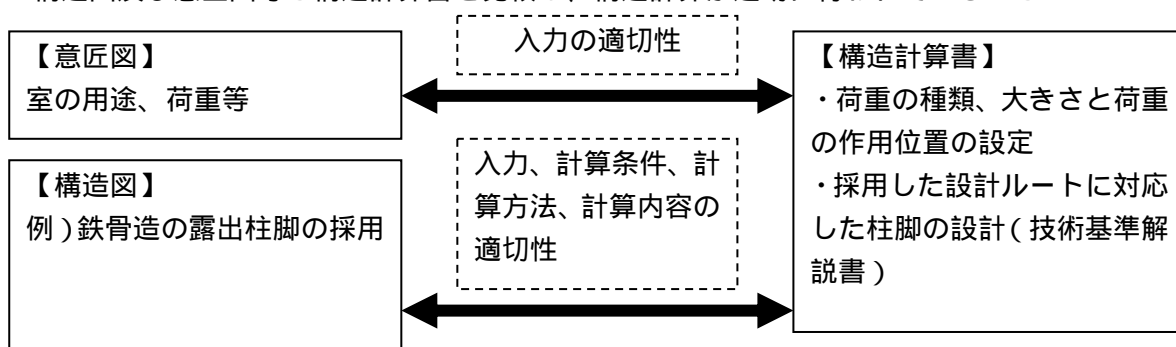 【意匠図】
室の用途、荷重等
入力の適切性
【構造図】
例）鉄骨造の露出柱脚の採用
入力、計算条件、計
算方法、計算内容の
適切性
【構造計算書】
・荷重の種類、大きさと荷重
の作用位置の設定
・採用した設計ルートに対応
した柱脚の設計（技術基準解
説書）